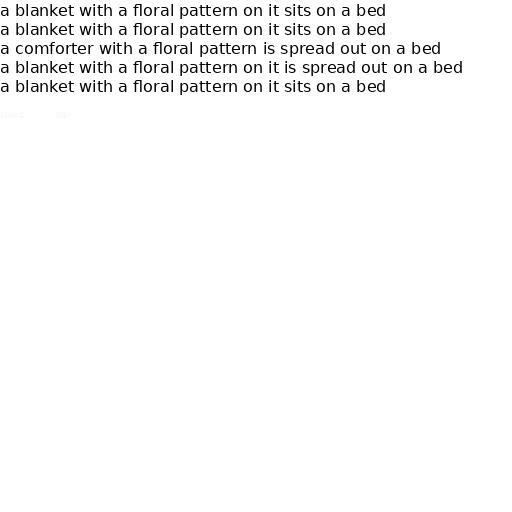 a blanket with a floral pattern on it sits on a bed
a blanket with a floral pattern on it sits on a bed
a comforter with a floral pattern is spread out on a bed
a blanket with a floral pattern on it is spread out on a bed
a blanket with a floral pattern on it sits on a bed